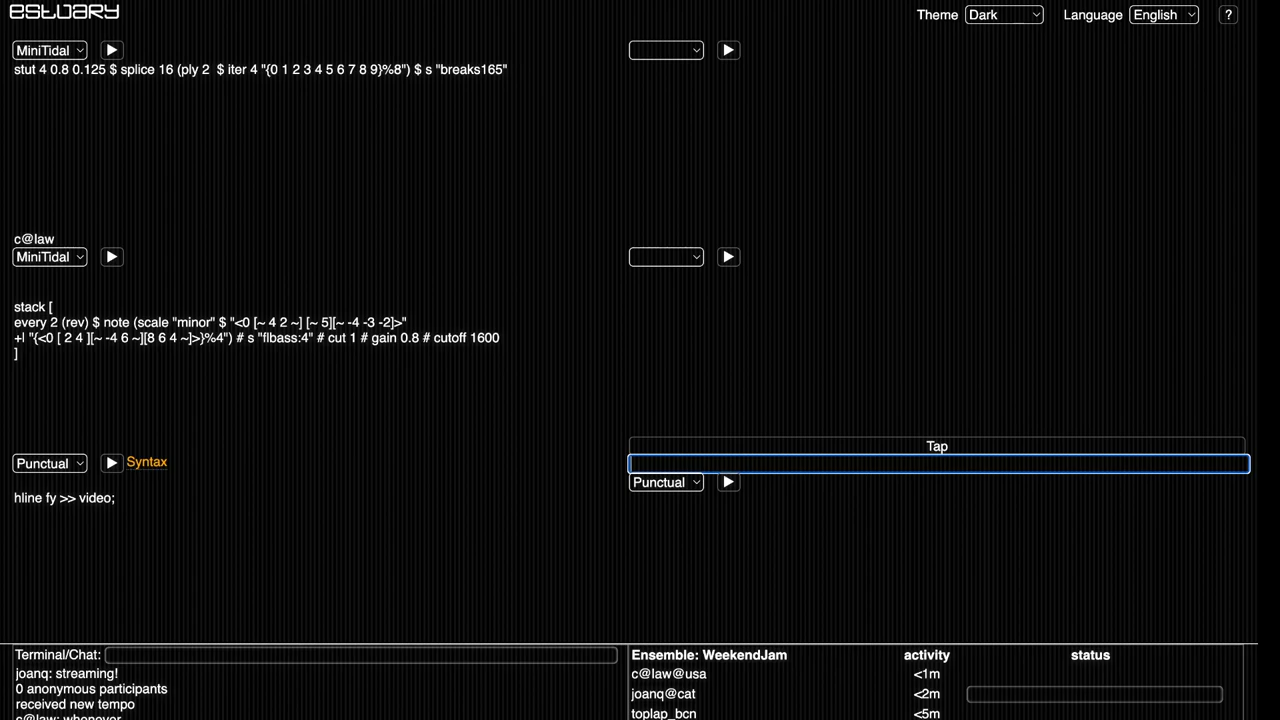 estuary
Theme Dark Language English ?
MiniTidal
stut 4 0.8 0.125 $ splice 16 (ply 2  $ iter 4 "{0 1 2 3 4 5 6 7 8 9}%8") $ s "breaks165"
c@law
MiniTidal
stack [
every 2 (rev) $ note (scale "minor" $ "<0 [~ 4 2 ~] [~ 5][~ -4 -3 -2]>"
+| "{<0 [ 2 4 ][~ -4 6 ~][8 6 4 ~]>}%4") # s "flbass:4" # cut 1 # gain 0.8 # cutoff 1600
]
Punctual Syntax
hline fy >> video;
Tap
Punctual
Terminal/Chat:
joanq: streaming!
0 anonymous participants
received new tempo
c@law: whenever
Ensemble: WeekendJam activity status
c@law@usa <1m
joanq@cat <2m
toplap_bcn <5m